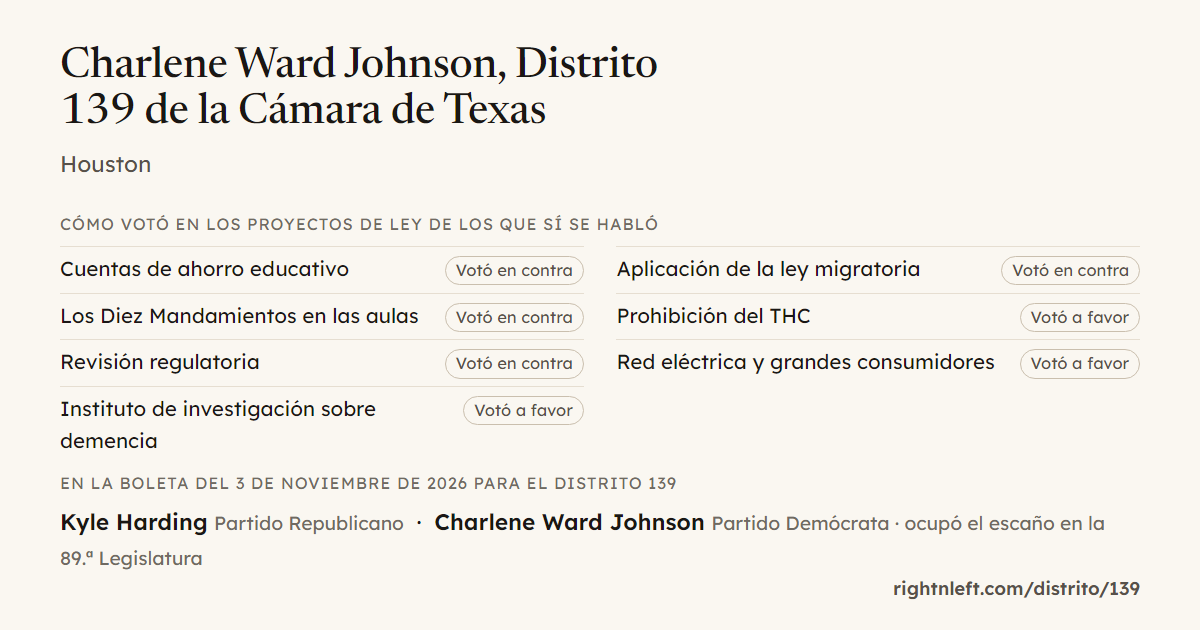 Charlene Ward Johnson, Distrito
139 de la Cámara de Texas
Houston
CÓMO VOTÓ EN LOS PROYECTOS DE LEY DE LOS QUE SÍ SE HABLÓ
Cuentas de ahorro educativo Votó en contra
Los Diez Mandamientos en las aulas Votó en contra
Revisión regulatoria Votó en contra
Instituto de investigación sobre Votó a favor
demencia
Aplicación de la ley migratoria Votó en contra
Prohibición del THC Votó a favor
Red eléctrica y grandes consumidores Votó a favor
EN LA BOLETA DEL 3 DE NOVIEMBRE DE 2026 PARA EL DISTRITO 139
Kyle Harding Partido Republicano · Charlene Ward Johnson Partido Demócrata · ocupó el escaño en la
89.ª Legislatura
rightnleft.com/distrito/139